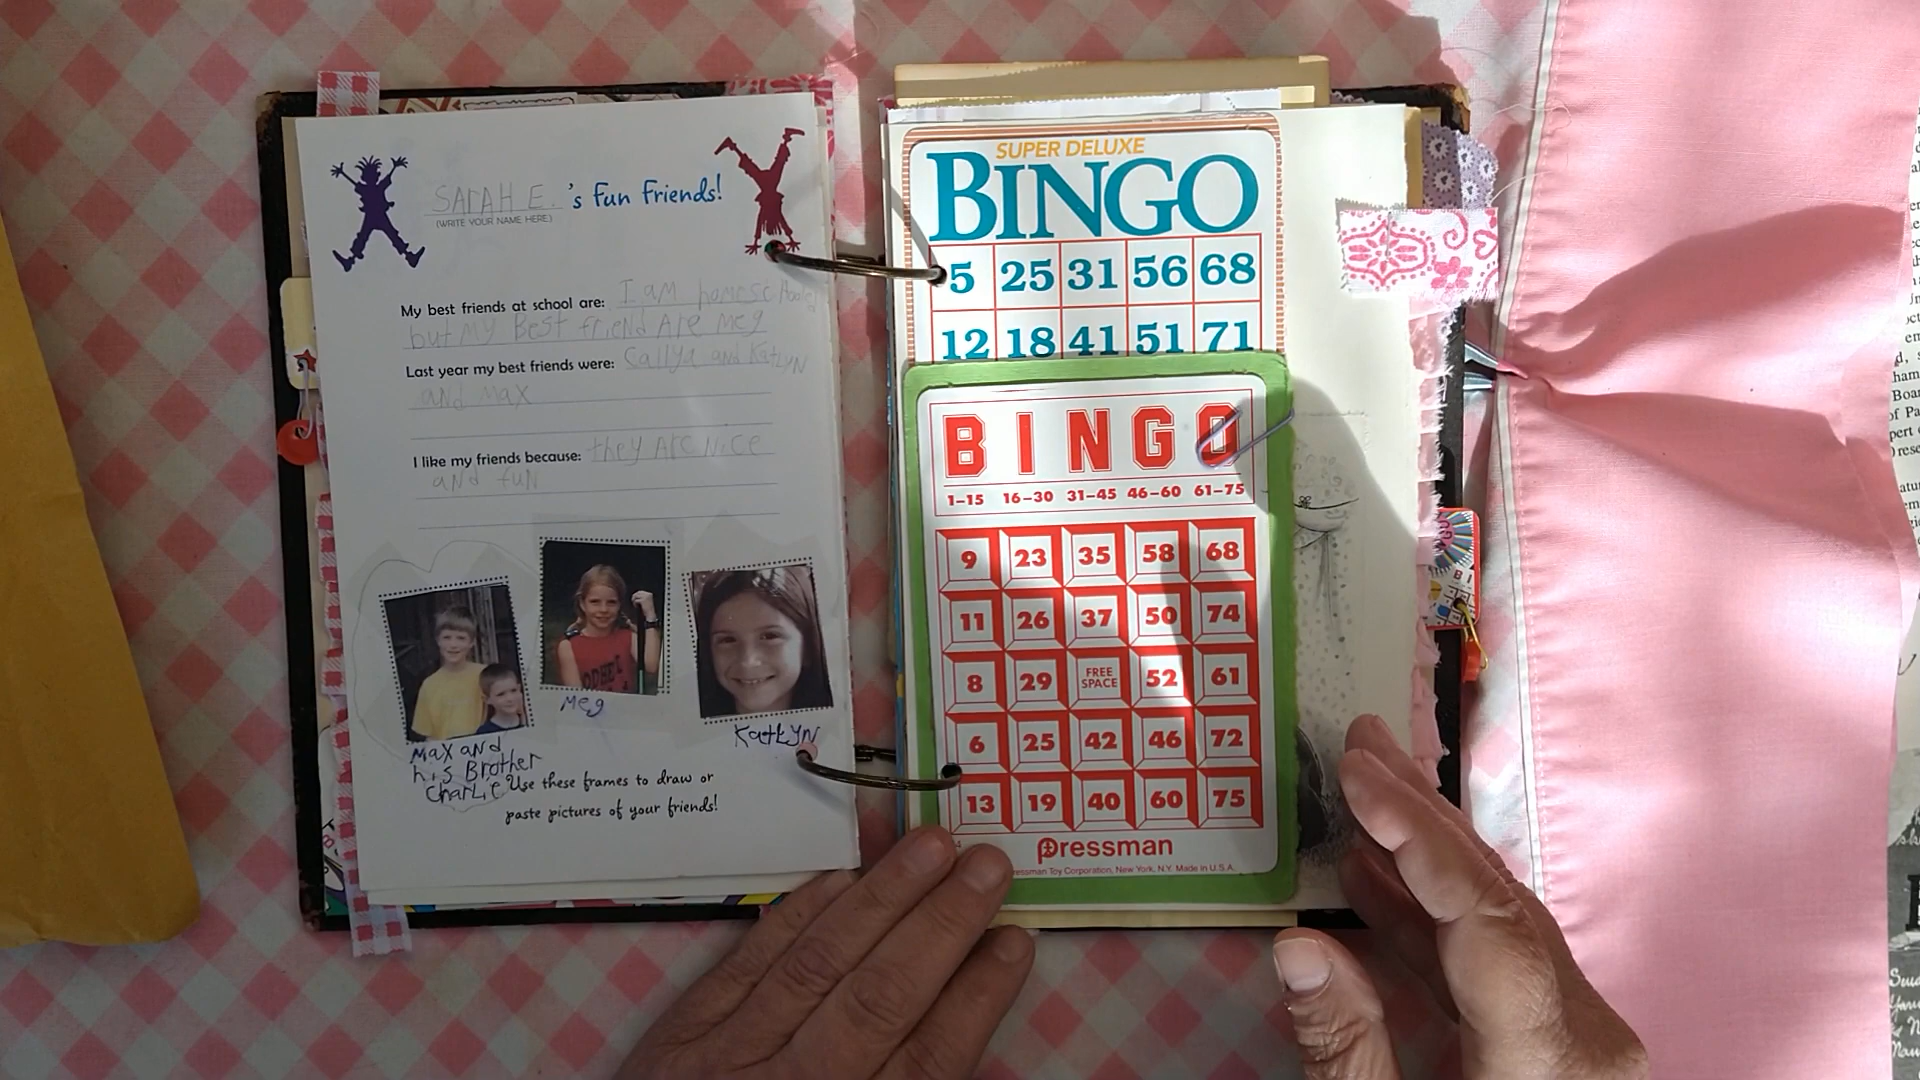 SARAH E. 's fun friends!
(WRITE YOUR NAME HERE)
My best friends at school are: I am homeschooled
but my Best friend Are meg
Last year my best friends were: Callya and KatLYN
and max
I like my friends because: they Are Nice
and fun
Max and
his Brother
CharLie
Meg
KatLYN
Use these frames to draw or
paste pictures of your friends!
SUPER DELUXE
BINGO
5 25 31 56 68
12 18 41 51 71
BINGO
1-15 16-30 31-45 46-60 61-75
9 23 35 58 68
11 26 37 50 74
8 29 FREE SPACE 52 61
6 25 42 46 72
13 19 40 60 75
Pressman
Pressman Toy Corporation, New York, N.Y. Made in U.S.A.